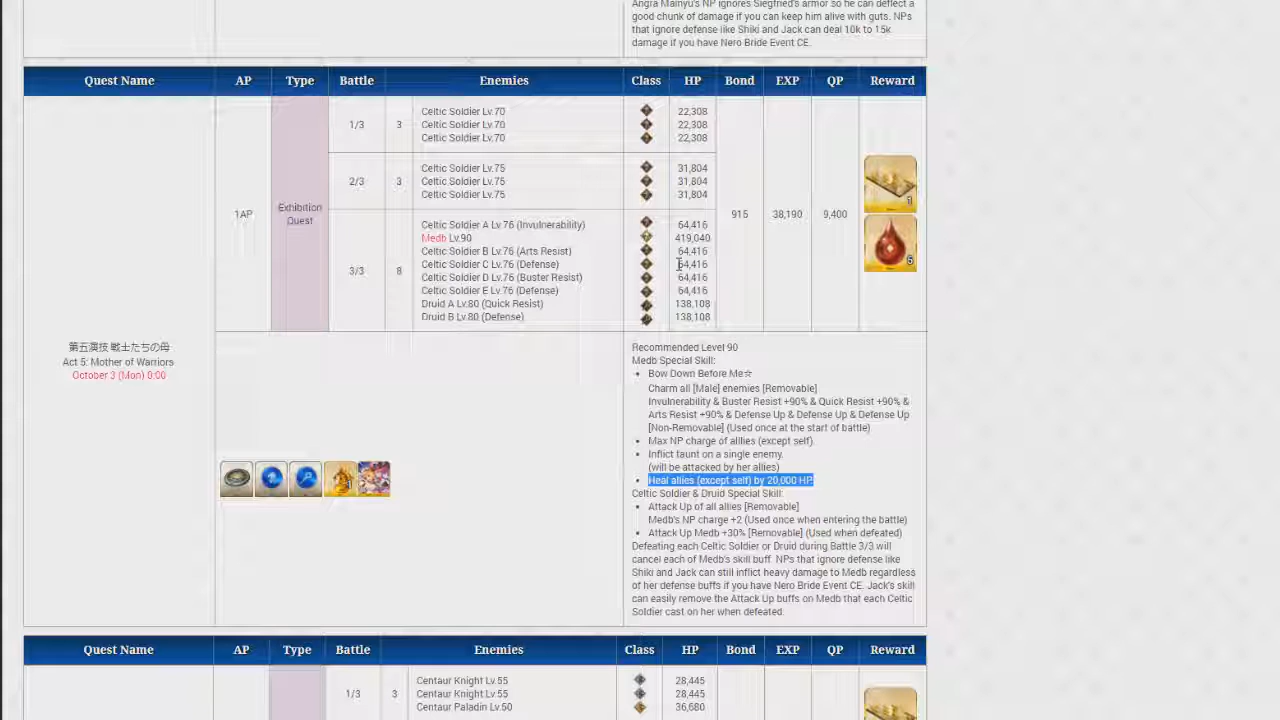 Angra Mainyu's NP ignores Siegfried's armor so he can deflect a
good chunk of damage if you can keep him alive with guts. NPs
that ignore defense like Shiki and Jack can deal 10k to 15k
damage if you have Nero Bride Event CE.
Quest Name AP Type Battle Enemies Class HP Bond EXP QP Reward
1AP
Exhibition
Quest
1/3 3
Celtic Soldier Lv.70 22,308
Celtic Soldier Lv.70 22,308
Celtic Soldier Lv.70 22,308
2/3 3
Celtic Soldier Lv.75 31,804
Celtic Soldier Lv.75 31,804
Celtic Soldier Lv.75 31,804
3/3 8
Celtic Soldier A Lv.76 (Invulnerability) 64,416
Medb Lv.90 419,040
Celtic Soldier B Lv.76 (Arts Resist) 64,416
Celtic Soldier C Lv.76 (Defense) 64,416
Celtic Soldier D Lv.76 (Buster Resist) 64,416
Celtic Soldier E Lv.76 (Defense) 64,416
Druid A Lv.80 (Quick Resist) 138,108
Druid B Lv.80 (Defense) 138,108
915 38,190 9,400
1
6
第五演技 戦士たちの母
Act 5: Mother of Warriors
October 3 (Mon) 0:00
Recommended Level 90
Medb Special Skill:
• Bow Down Before Me☆
Charm all [Male] enemies [Removable]
Invulnerability & Buster Resist +90% & Quick Resist +90% &
Arts Resist +90% & Defense Up & Defense Up & Defense Up
[Non-Removable] (Used once at the start of battle)
• Max NP charge of allies (except self).
• Inflict taunt on a single enemy.
(will be attacked by her allies)
• Heal allies (except self) by 20,000 HP.
Celtic Soldier & Druid Special Skill:
• Attack Up of all allies [Removable]
Medb's NP charge +2 (Used once when entering the battle)
• Attack Up Medb +30% [Removable] (Used when defeated)
Defeating each Celtic Soldier or Druid during Battle 3/3 will
cancel each of Medb's skill buff. NPs that ignore defense like
Shiki and Jack can still inflict heavy damage to Medb regardless
of her defense buffs if you have Nero Bride Event CE. Jack's skill
can easily remove the Attack Up buffs on Medb that each Celtic
Soldier cast on her when defeated.
Quest Name AP Type Battle Enemies Class HP Bond EXP QP Reward
1/3 3
Centaur Knight Lv.55 28,445
Centaur Knight Lv.55 28,445
Centaur Paladin Lv.50 36,680